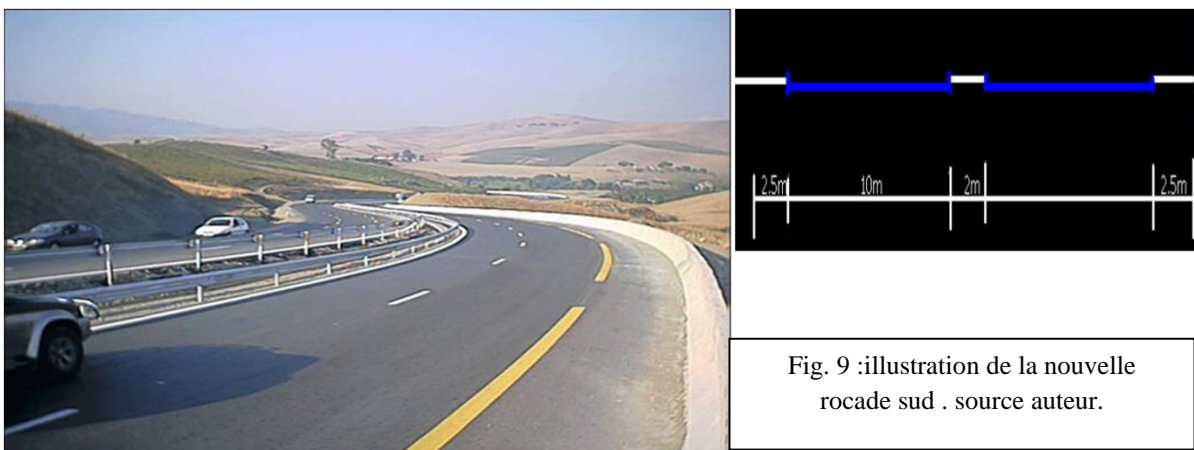 2.5m 10m 2m 2.5m
Fig. 9 :illustration de la nouvelle
rocade sud . source auteur.